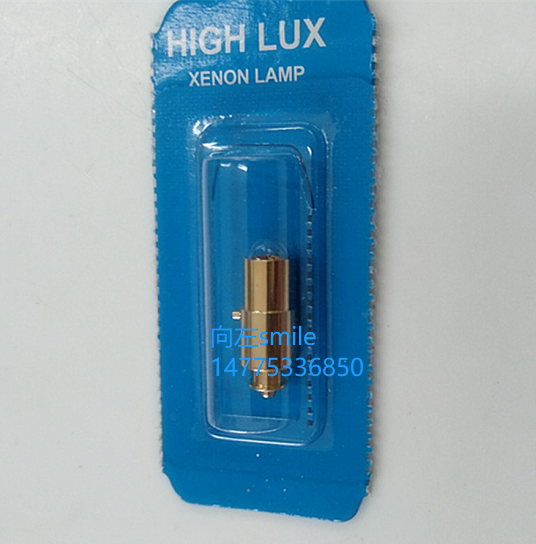 HIGH LUX
XENON LAMP
向左smile
14775336850